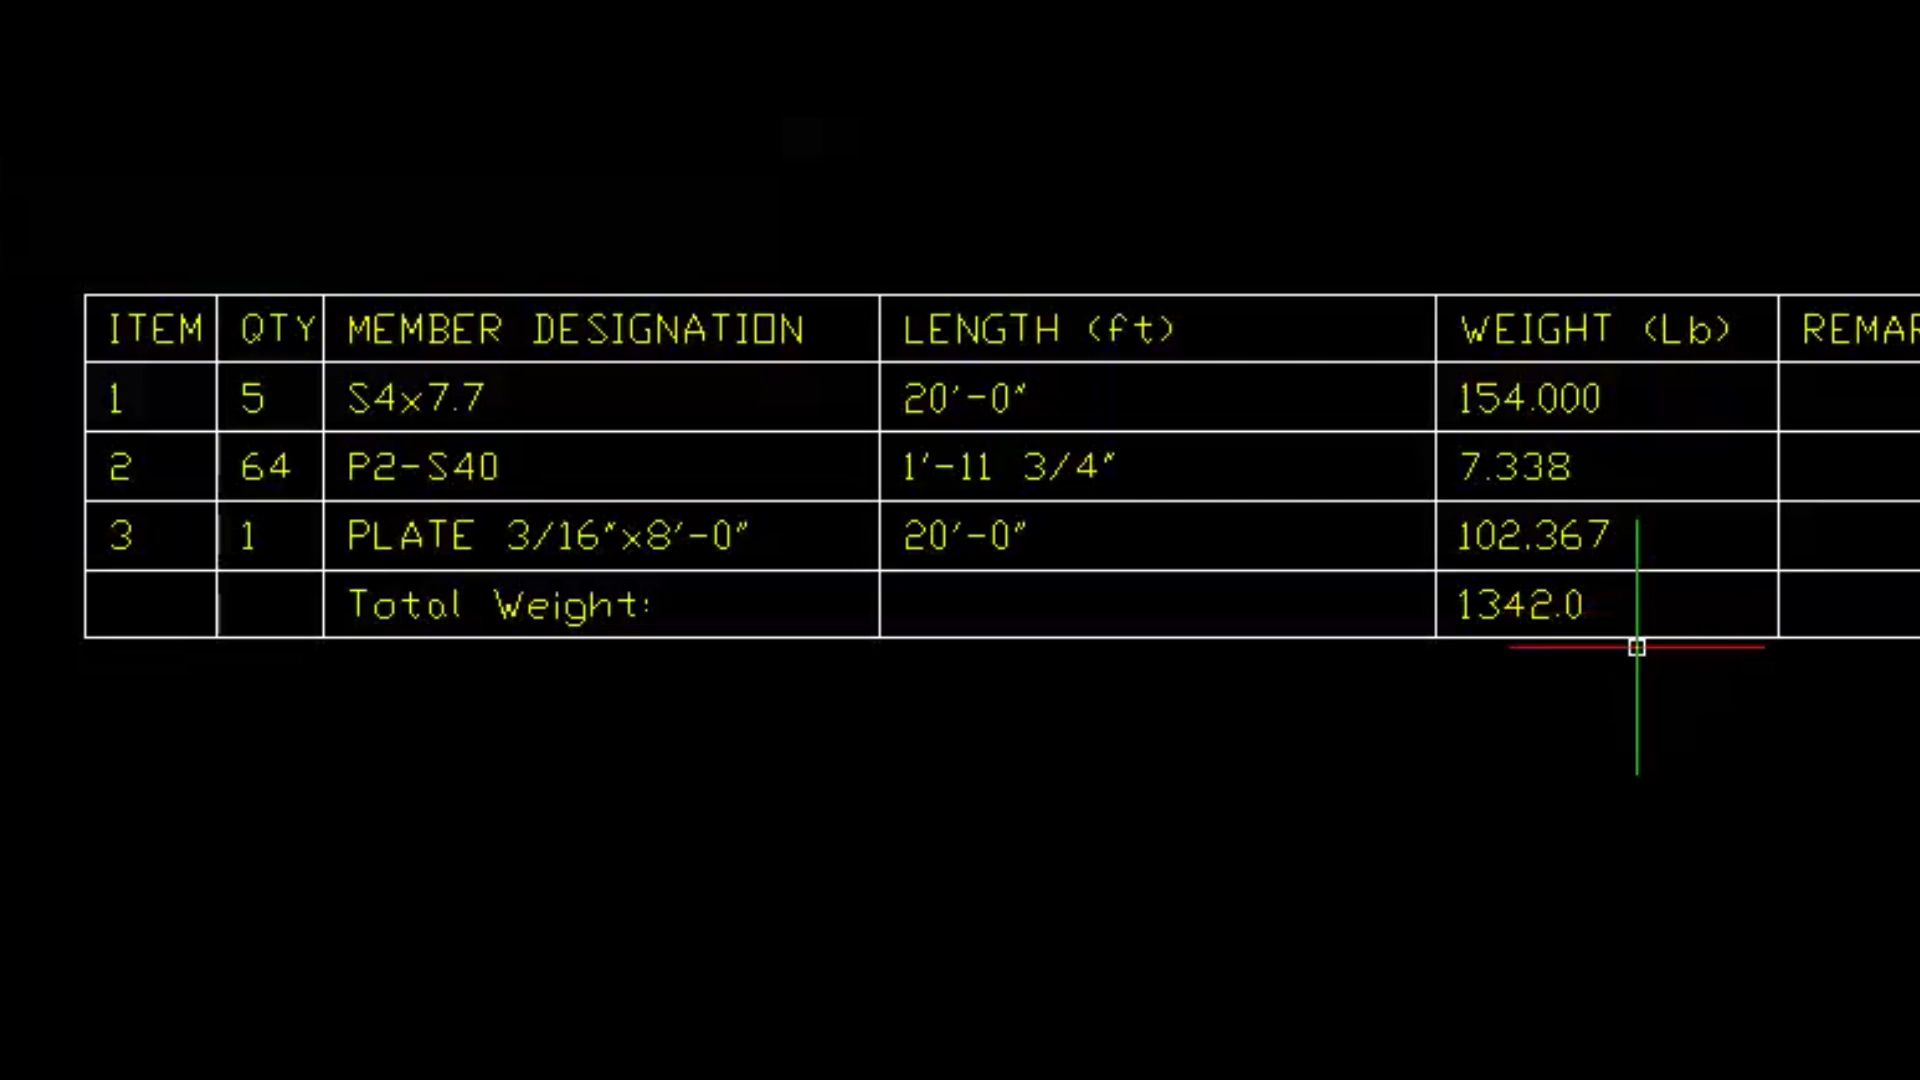 ITEM QTY MEMBER DESIGNATION LENGTH (ft) WEIGHT (Lb)
1 5 S4x7.7 20'-0" 154.000
2 64 P2-S40 1'-11 3/4" 7.338
3 1 PLATE 3/16"x8'-0" 20'-0" 102.367
Total Weight: 1342.0